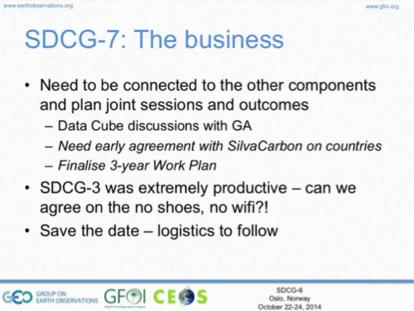 www.earthobservations.org
www.gfoi.org
SDCG-7: The business
• Need to be connected to the other components
and plan joint sessions and outcomes
– Data Cube discussions with GA
– Need early agreement with SilvaCarbon on countries
– Finalise 3-year Work Plan
• SDCG-3 was extremely productive – can we
agree on the no shoes, no wifi?!
• Save the date – logistics to follow
GEO GROUP ON
EARTH OBSERVATIONS
GFOI
CEOS
SDCG-6
Oslo, Norway
October 22-24, 2014